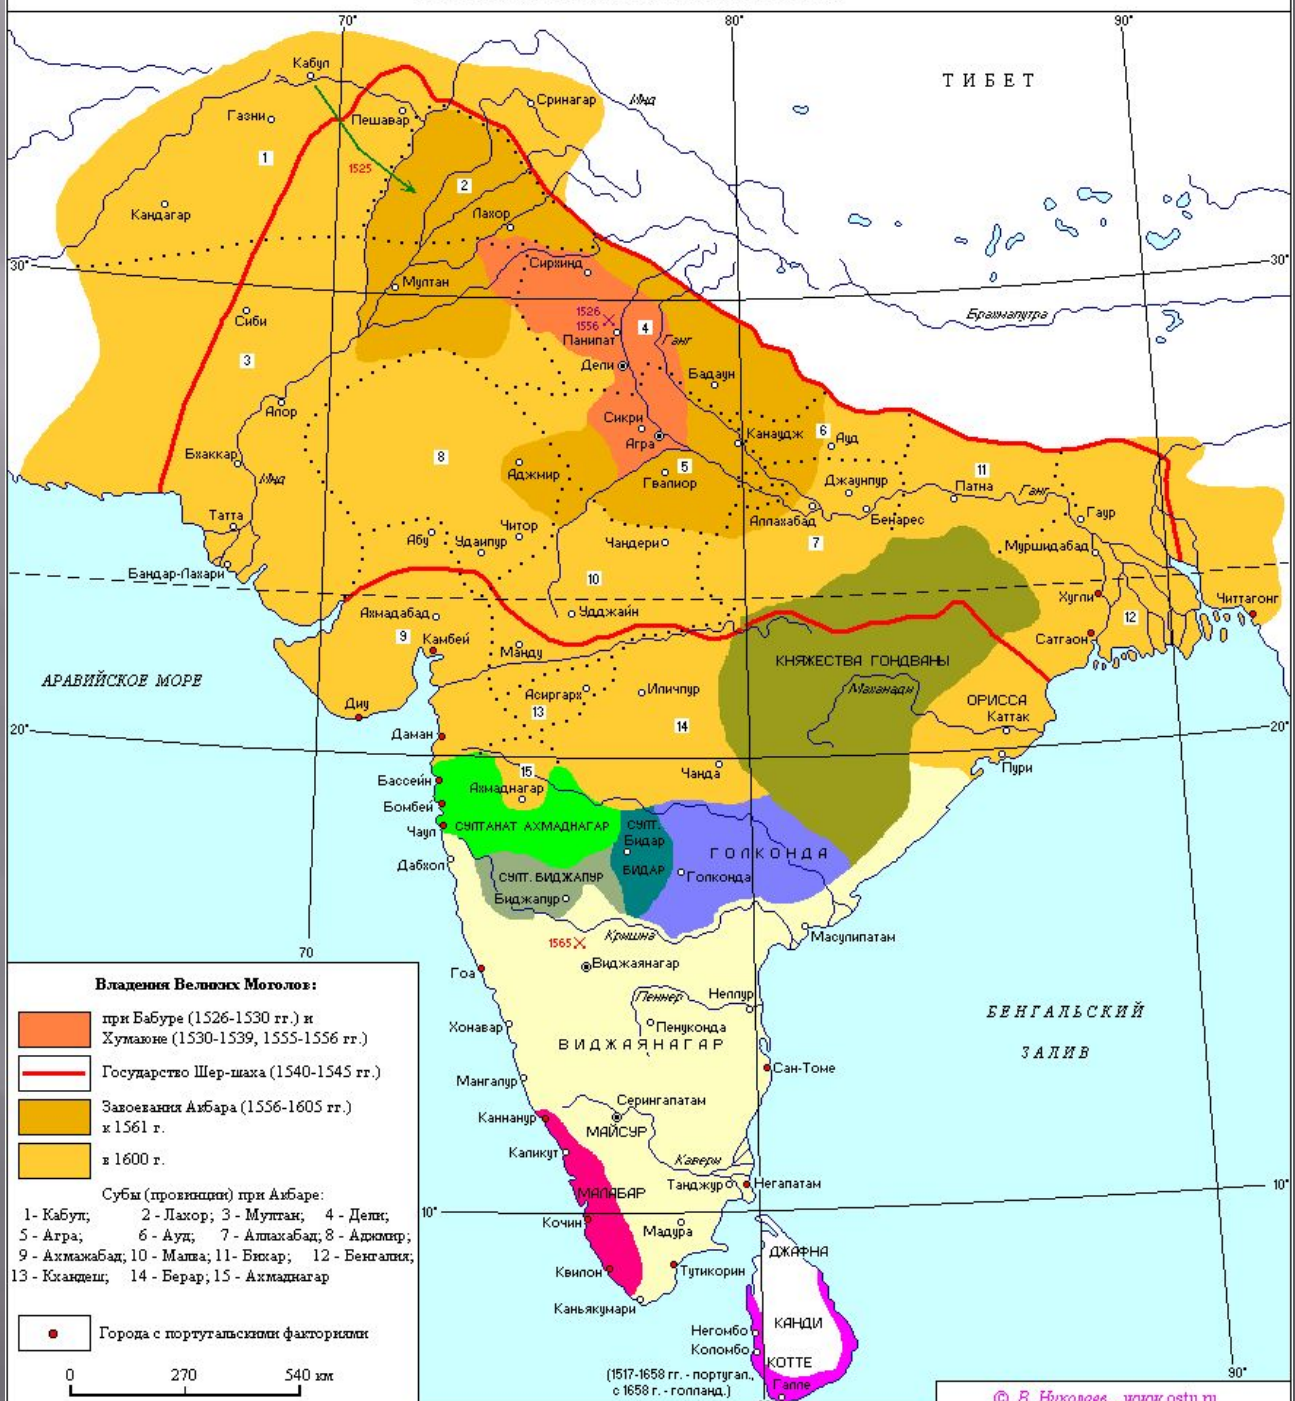 70°
80°
90°
Кабул
Сринагар
Инд
ТИБЕТ
Газни
Пешавар
1
1525
2
Кандагар
Лахор
30°
Сирхинд
30°
Мултан
Сиби
1526
1556
4
Панипат
Ганг
Брахмапутра
3
Дели
Бадаун
Алор
Сикри
Агра
Канаудж
6
Ауд
Бхаккар
8
Инд
Аджмир
5
Гвалиор
Джаунпур
11
Патна
Ганг
Татта
Аллахабад
Бенарес
Гаур
Абу
Удаипур
Читор
Чандери
7
Муршидабад
Бандар-Лахари
10
Хугли
Читтагонг
Ахмадабад
Удджайн
12
9
Камбей
Манду
Сатгаон
КНЯЖЕСТВА ГОНДВАНЫ
АРАВИЙСКОЕ МОРЕ
Асиргарх
Иличпур
Маханади
ОРИССА
Диу
13
14
Каттак
20°
Даман
20°
Пури
Бассейн
15
Чанда
Ахмаднагар
Бомбей
Чаул
СУЛТАНАТ АХМАДНАГАР
СУЛТ.
Бидар
БИДАР
ГОЛКОНДА
Дабхол
СУЛТ. БИДЖАПУР
Голконда
Биджапур
1565
Кришна
Масулипатам
70
Гоа
Виджаянагар
Пеннер
Неллур
БЕНГАЛЬСКИЙ
ЗАЛИВ
Хонавар
Пенуконда
ВИДЖАЯНАГАР
Мангалур
Сан-Томе
Серингапатам
Каннанур
МАЙСУР
Каликут
Кавери
МАЛАБАР
Танджур
Негапатам
10°
10°
Кочин
Мадура
ДЖАФНА
Квилон
Тутикорин
Каньякумари
Негомбо
КАНДИ
Коломбо
КОТТЕ
(1517-1658 гг. - португал.,
с 1658 г. - голланд.)
Галле
90°
Владения Великих Моголов:
при Бабуре (1526-1530 гг.) и
Хумаюне (1530-1539, 1555-1556 гг.)
Государство Шер-шаха (1540-1545 гг.)
Завоевания Акбара (1556-1605 гг.)
к 1561 г.
в 1600 г.
Субы (провинции) при Акбаре:
1- Кабул; 2 - Лахор; 3 - Мултан; 4 - Дели;
5 - Агра; 6 - Ауд; 7 - Аллахабад; 8 - Аджмир;
9 - Ахмажабад; 10 - Малва; 11- Бихар; 12 - Бенгалия;
13 - Кхандеш; 14 - Берар; 15 - Ахмаднагар
Города с португальскими факториями
0 270 540 км
© В. Николаев